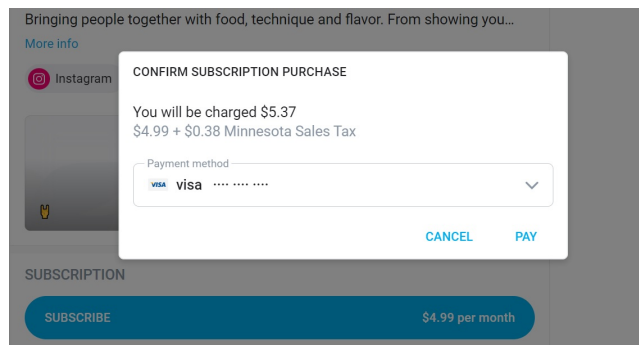 Bringing people together with food, technique and flavor. From showing you...
More info
Instagram
CONFIRM SUBSCRIPTION PURCHASE
You will be charged $5.37
$4.99 + $0.38 Minnesota Sales Tax
Payment method
VISA visa .... .... ....
CANCEL PAY
SUBSCRIPTION
SUBSCRIBE $4.99 per month